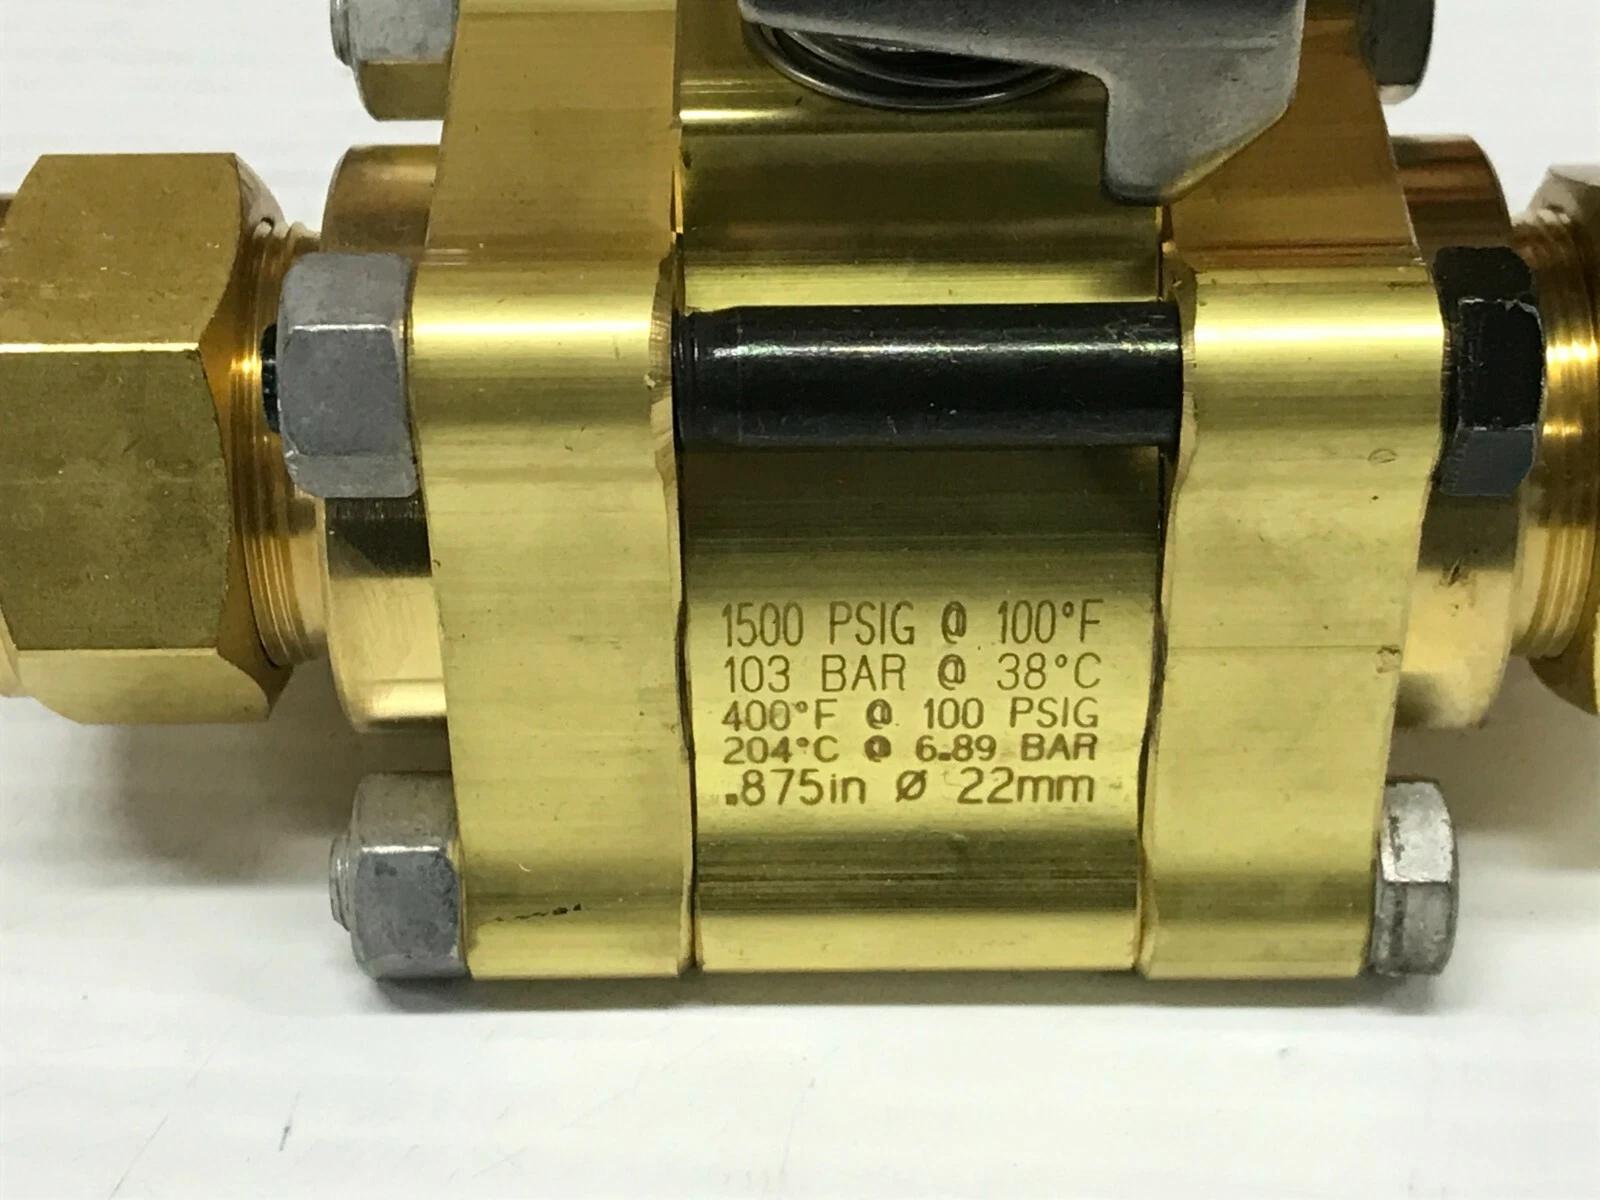 1500 PSIG @ 100°F
103 BAR @ 38°C
400°F @ 100 PSIG
204°C @ 6.89 BAR
.875in Ø 22mm